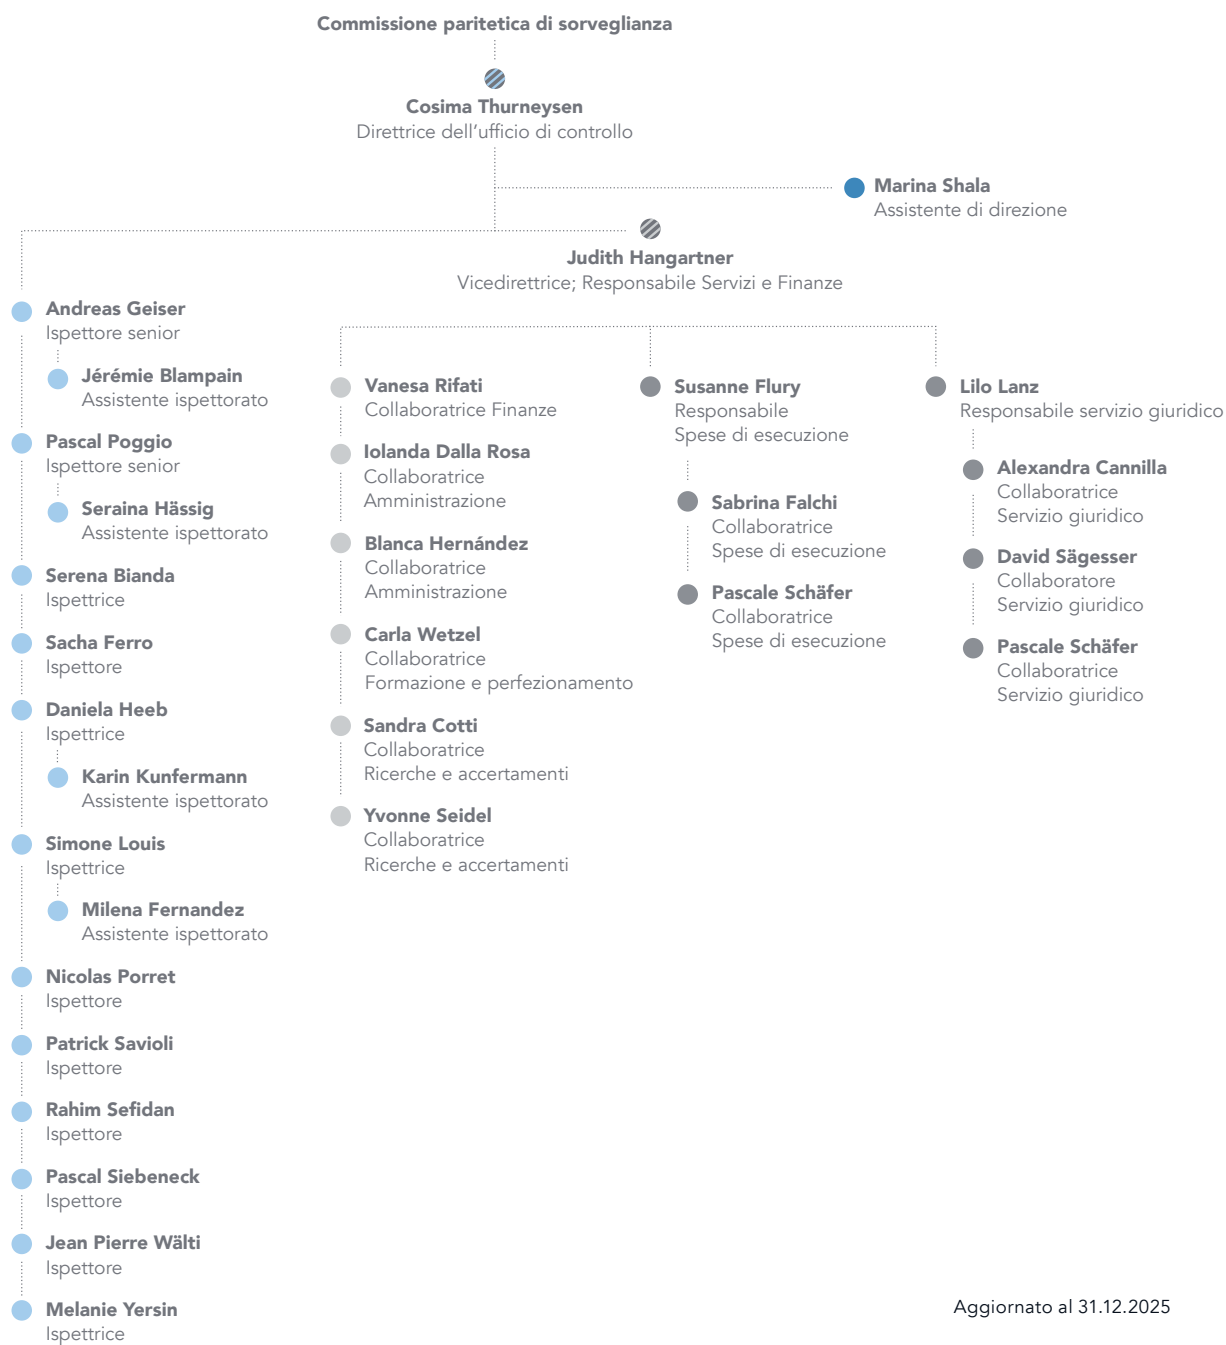 Commissione paritetica di sorveglianza
Cosima Thurneysen
Direttrice dell'ufficio di controllo
Marina Shala
Assistente di direzione
Judith Hangartner
Vicedirettrice; Responsabile Servizi e Finanze
Andreas Geiser
Ispettore senior
Jérémie Blampain
Assistente ispettorato
Pascal Poggio
Ispettore senior
Seraina Hässig
Assistente ispettorato
Serena Bianda
Ispettrice
Sacha Ferro
Ispettore
Daniela Heeb
Ispettrice
Karin Kunfermann
Assistente ispettorato
Simone Louis
Ispettrice
Milena Fernandez
Assistente ispettorato
Nicolas Porret
Ispettore
Patrick Savioli
Ispettore
Rahim Sefidan
Ispettore
Pascal Siebeneck
Ispettore
Jean Pierre Wälti
Ispettore
Melanie Yersin
Ispettrice
Vanesa Rifati
Collaboratrice Finanze
Iolanda Dalla Rosa
Collaboratrice
Amministrazione
Blanca Hernández
Collaboratrice
Amministrazione
Carla Wetzel
Collaboratrice
Formazione e perfezionamento
Sandra Cotti
Collaboratrice
Ricerche e accertamenti
Yvonne Seidel
Collaboratrice
Ricerche e accertamenti
Susanne Flury
Responsabile
Spese di esecuzione
Sabrina Falchi
Collaboratrice
Spese di esecuzione
Pascale Schäfer
Collaboratrice
Spese di esecuzione
Lilo Lanz
Responsabile servizio giuridico
Alexandra Cannilla
Collaboratrice
Servizio giuridico
David Sägesser
Collaboratore
Servizio giuridico
Pascale Schäfer
Collaboratrice
Servizio giuridico
Aggiornato al 31.12.2025